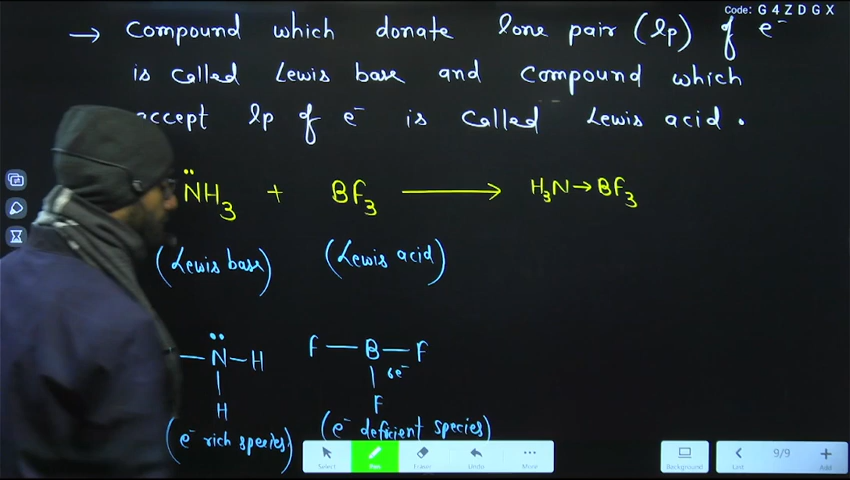 Code: G 4 Z D G X
→ Compound which donate lone pair (lp) of e⁻
is called Lewis base and compound which
accept lp of e⁻ is called Lewis acid.
N̈H₃ + BF₃ ⟶ H₃N→BF₃
(Lewis base) (Lewis acid)
— N̈ — H F — B — F
6e⁻
H F
(e⁻ rich species) (e⁻ deficient species)
Select Pen Eraser Undo More Background Last 9/9 Add